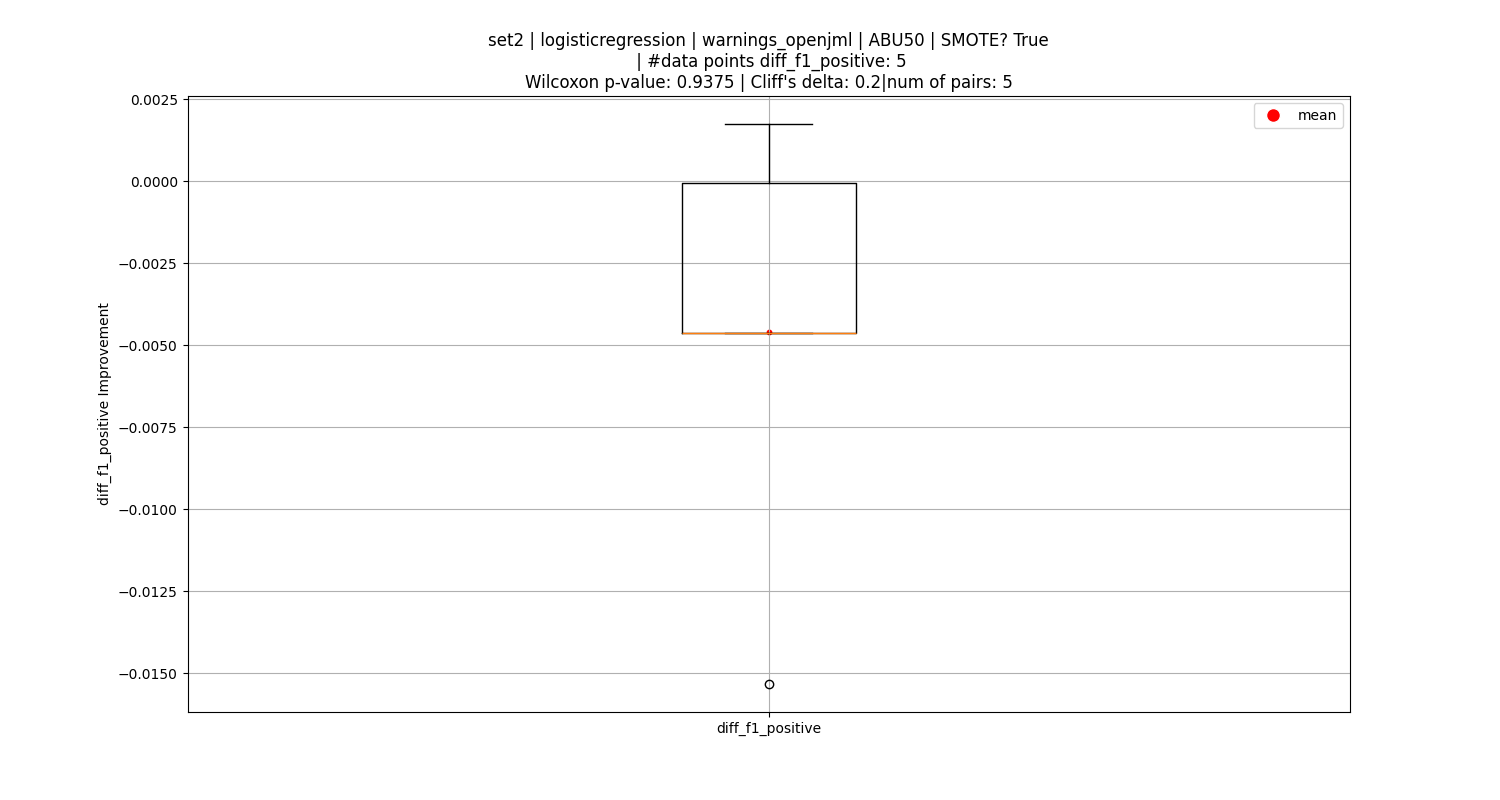 set2 | logisticregression | warnings_openjml | ABU50 | SMOTE? True
| #data points diff_f1_positive: 5
Wilcoxon p-value: 0.9375 | Cliff's delta: 0.2|num of pairs: 5
mean
0.0025
0.0000
−0.0025
−0.0050
−0.0075
−0.0100
−0.0125
−0.0150
diff_f1_positive Improvement
diff_f1_positive